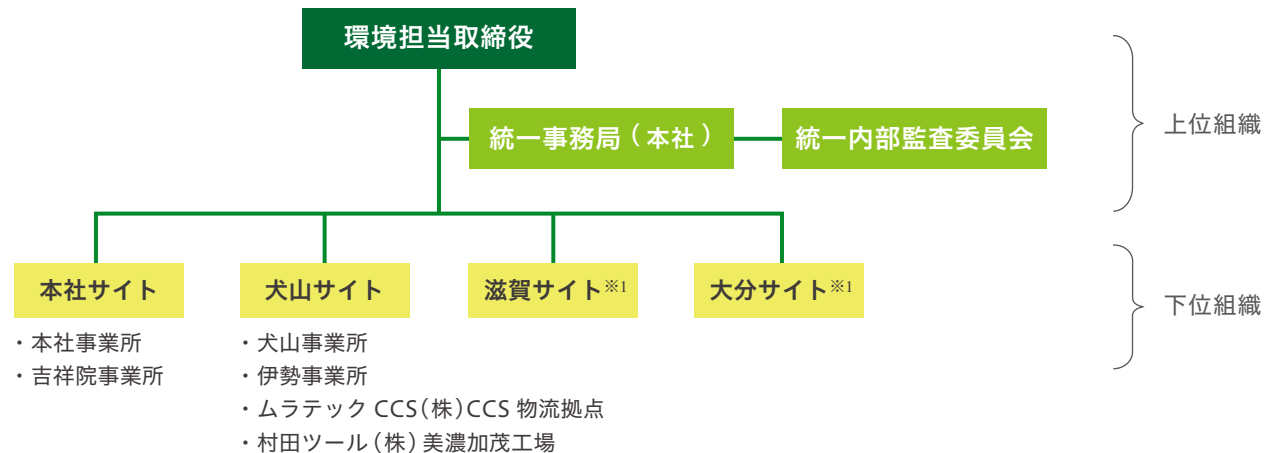 環境担当取締役
統一事務局(本社)
統一内部監査委員会
上位組織
本社サイト
犬山サイト
滋賀サイト※1
大分サイト※1
下位組織
・本社事業所
・吉祥院事業所
・犬山事業所
・伊勢事業所
・ムラテック CCS(株)CCS 物流拠点
・村田ツール(株)美濃加茂工場